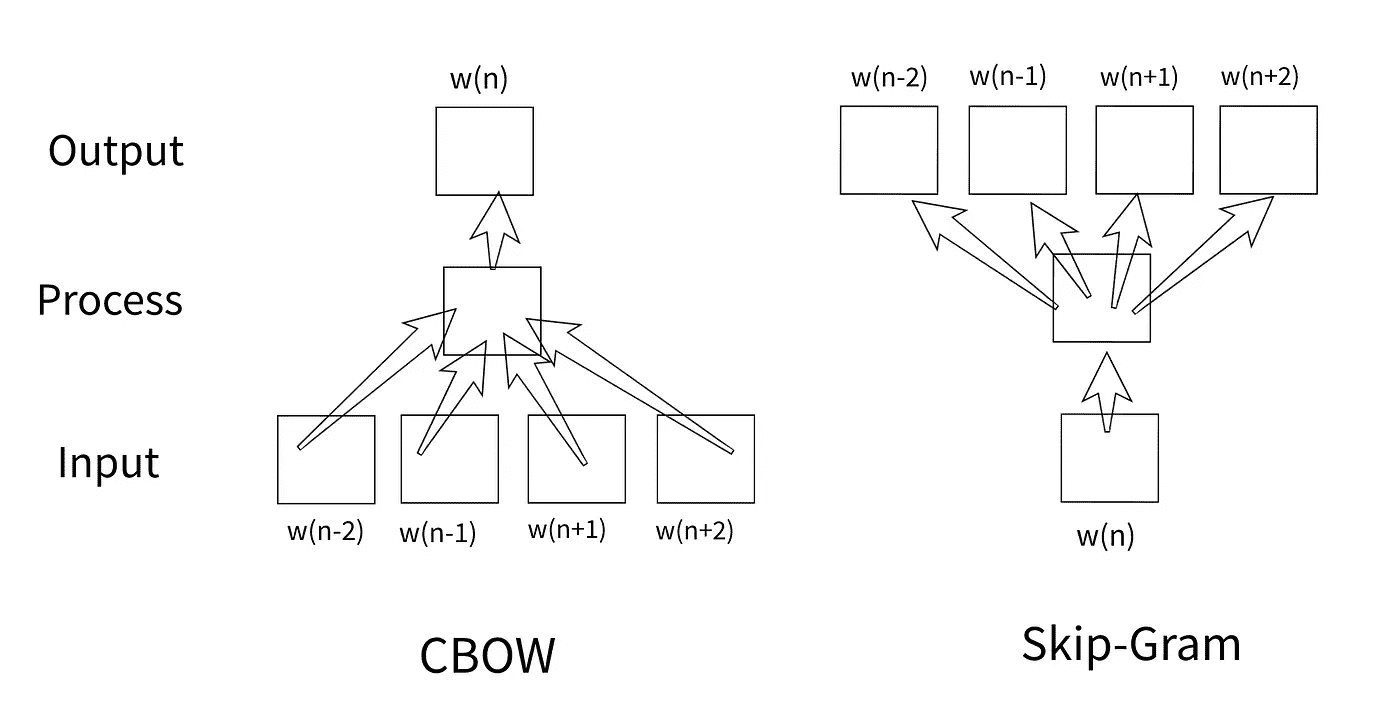 w(n)
w(n-2) w(n-1) w(n+1) w(n+2)
Output
Process
Input
w(n-2) w(n-1) w(n+1) w(n+2)
w(n)
CBOW
Skip-Gram